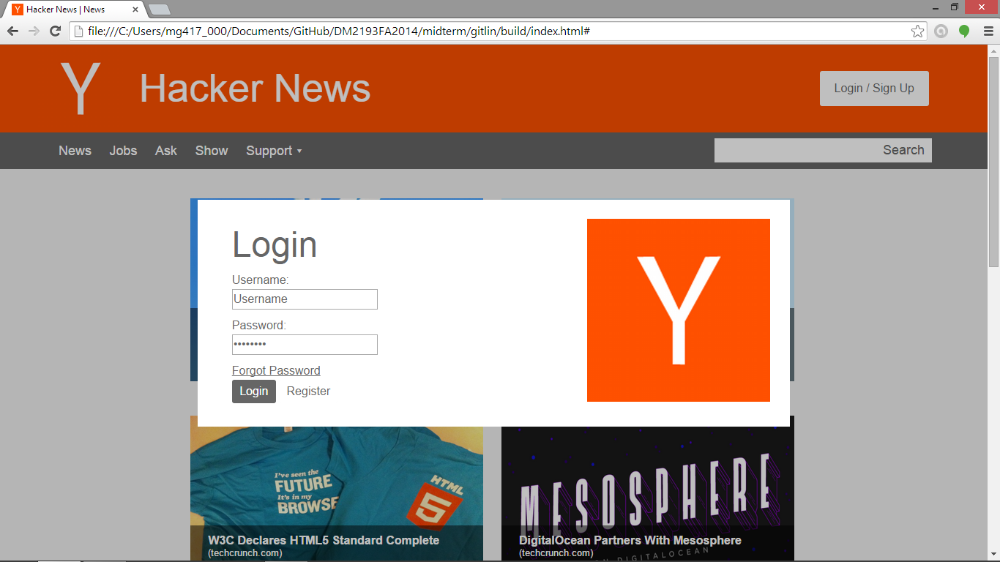 Hacker News | News
file:///C:/Users/mg417_000/Documents/GitHub/DM2193FA2014/midterm/gitlin/build/index.html#
Y Hacker News
Login / Sign Up
News Jobs Ask Show Support
Search
Login
Username:
Username
Password:
••••••••
Forgot Password
Login Register
Y
I've seen the
FUTURE
It's in my
BROWSE
HTML
5
W3C Declares HTML5 Standard Complete
(techcrunch.com)
MESOSPHERE
DigitalOcean Partners With Mesosphere
(techcrunch.com)
ON DIGITALOCEAN